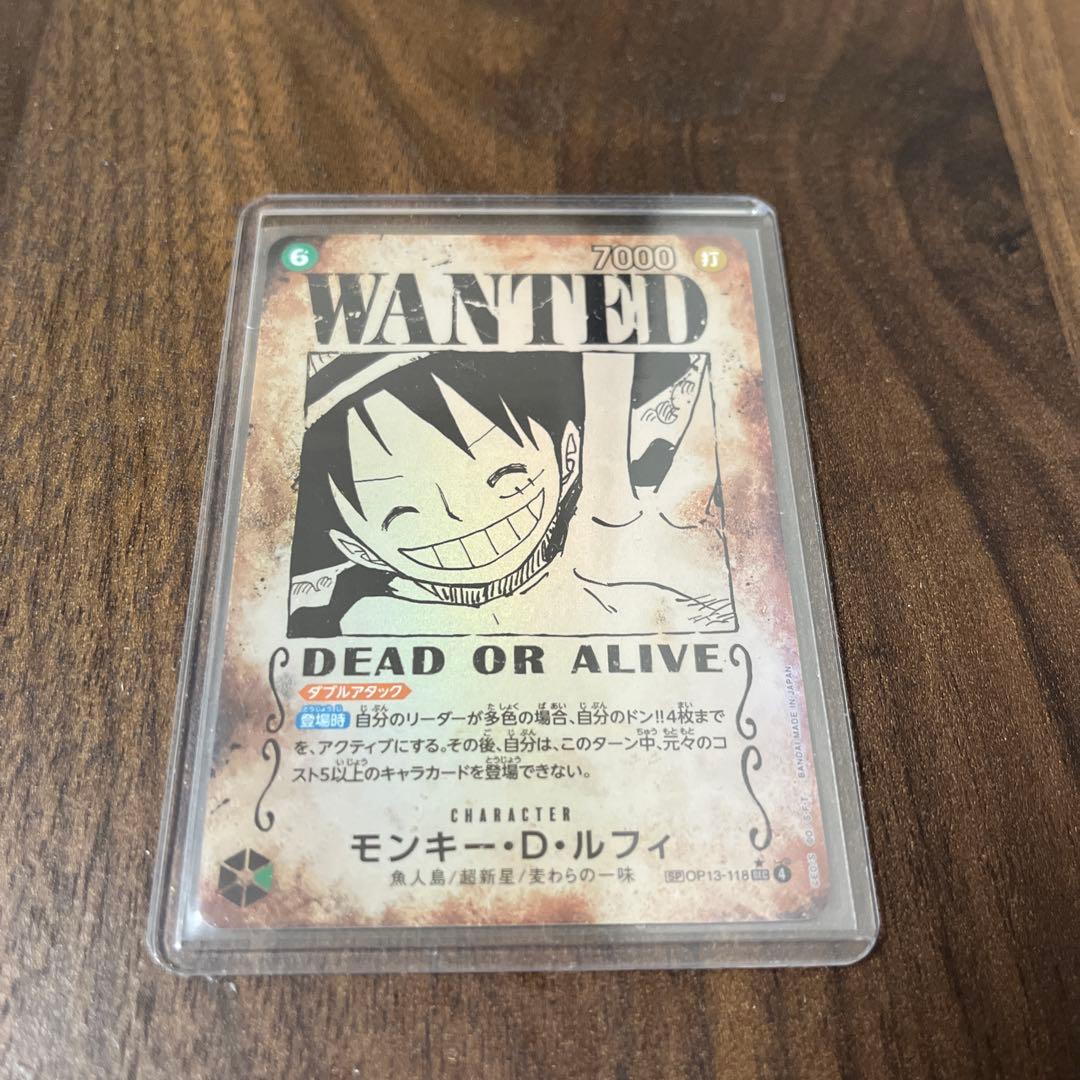 6 7000 打
WANTED
DEAD OR ALIVE
ダブルアタック
登場時 自分のリーダーが多色の場合、自分のドン!!4枚まで
を、アクティブにする。その後、自分は、このターン中、元々のコ
スト5以上のキャラカードを登場できない。
CHARACTER
モンキー・D・ルフィ
魚人島/超新星/麦わらの一味
SP OP13-118 SEC 4
BANDAI MADE IN JAPAN